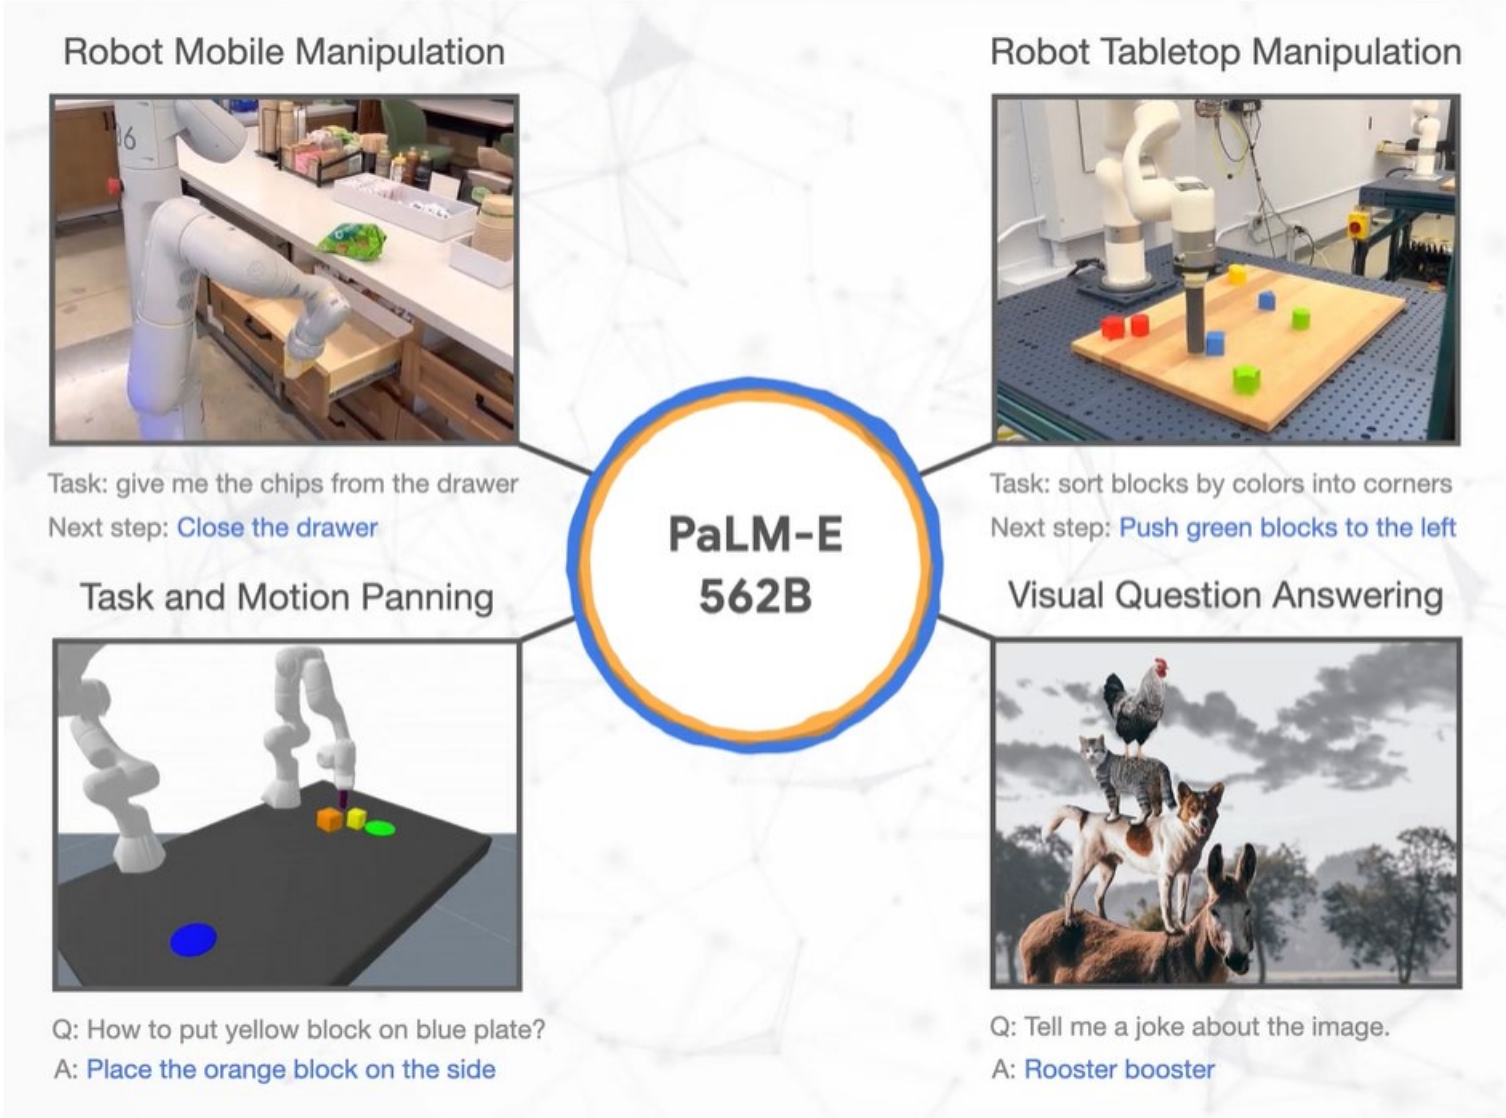 Robot Mobile Manipulation
Robot Tabletop Manipulation
06
Task: give me the chips from the drawer
Next step: Close the drawer
Task: sort blocks by colors into corners
Next step: Push green blocks to the left
PaLM-E
562B
Task and Motion Panning
Visual Question Answering
Q: How to put yellow block on blue plate?
A: Place the orange block on the side
Q: Tell me a joke about the image.
A: Rooster booster